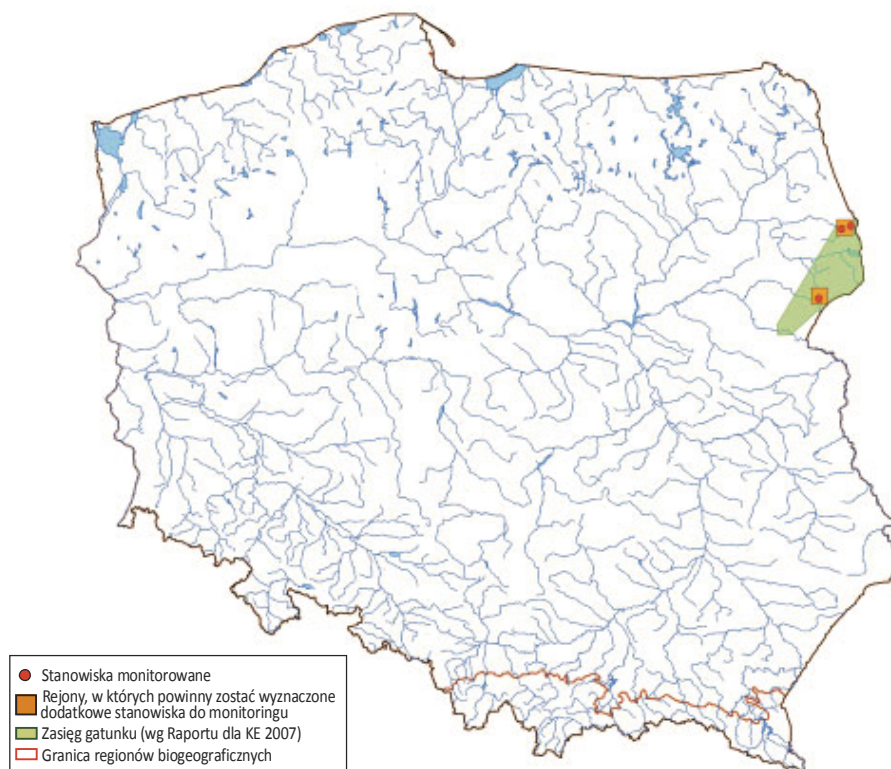 Stanowiska monitorowane
Rejony, w których powinny zostać wyznaczone
dodatkowe stanowiska do monitoringu
Zasięg gatunku (wg Raportu dla KE 2007)
Granica regionów biogeograficznych